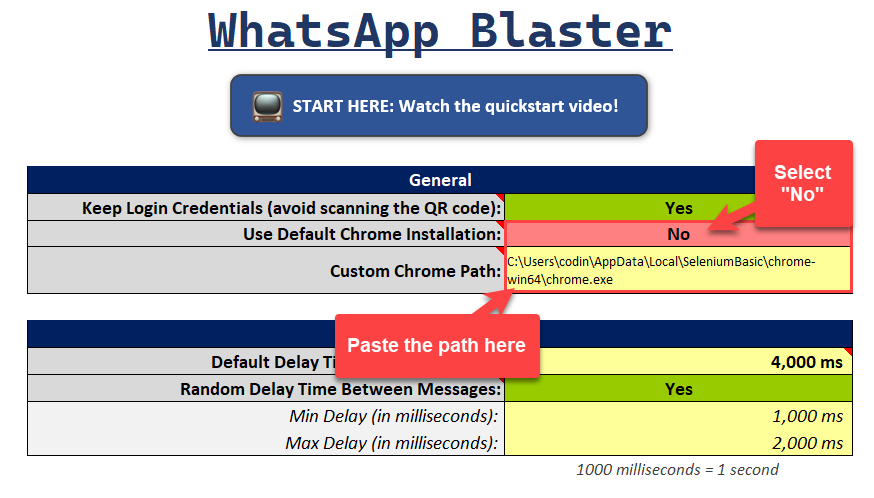 WhatsApp Blaster
START HERE: Watch the quickstart video!
General
Select
"No"
Keep Login Credentials (avoid scanning the QR code): Yes
Use Default Chrome Installation: No
Custom Chrome Path: C:\Users\codin\AppData\Local\SeleniumBasic\chrome-
win64\chrome.exe
Paste the path here
Default Delay 4,000 ms
Random Delay Time Between Messages: Yes
Min Delay (in milliseconds): 1,000 ms
Max Delay (in milliseconds): 2,000 ms
1000 milliseconds = 1 second